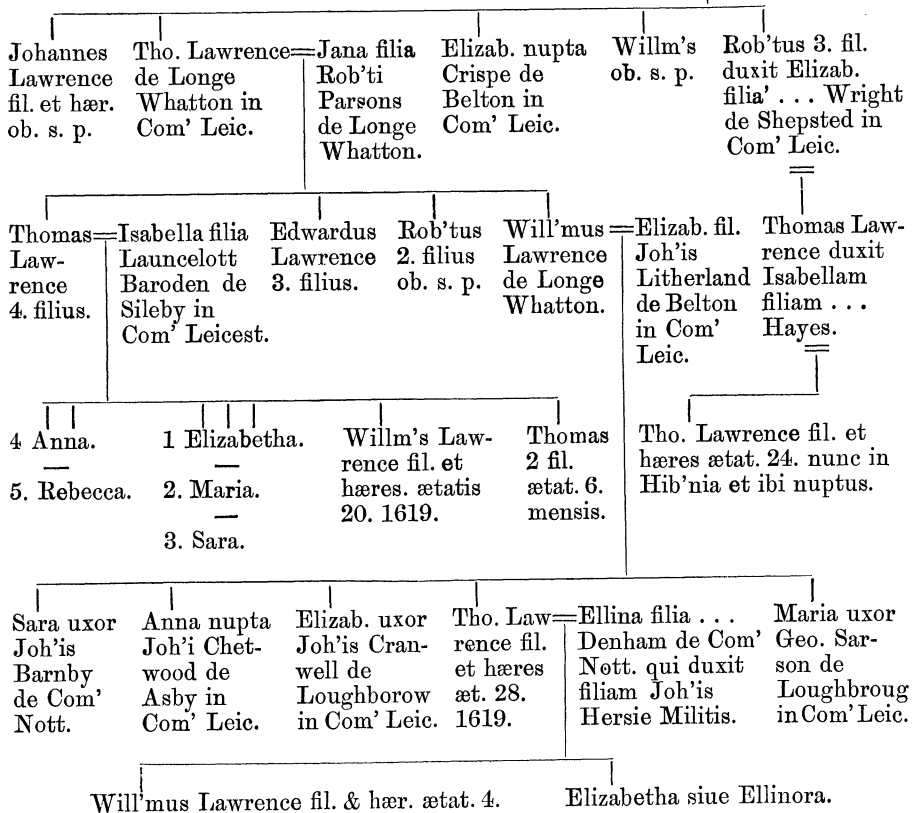 Johannes
Lawrence
fil. et hær.
ob. s. p.
Tho. Lawrence
de Longe
Whatton in
Com' Leic.
Jana filia
Rob'ti
Parsons
de Longe
Whatton.
Elizab. nupta
Crispe de
Belton in
Com' Leic.
Willm's
ob. s. p.
Rob'tus 3. fil.
duxit Elizab.
filia' . . . Wright
de Shepsted in
Com' Leic.
Thomas
Law-
rence
4. filius.
Isabella filia
Launcelott
Baroden de
Sileby in
Com' Leicest.
Edwardus
Lawrence
3. filius.
Rob'tus
2. filius
ob. s. p.
Will'mus
Lawrence
de Longe
Whatton.
Elizab. fil.
Joh'is
Litherland
de Belton
in Com'
Leic.
Thomas Law-
rence duxit
Isabellam
filiam . . .
Hayes.
4 Anna.
5. Rebecca.
1 Elizabetha.
2. Maria.
3. Sara.
Willm's Law-
rence fil. et
hæres. ætatis
20. 1619.
Thomas
2 fil.
ætat. 6.
mensis.
Tho. Lawrence fil. et
hæres ætat. 24. nunc in
Hib'nia et ibi nuptus.
Sara uxor
Joh'is
Barnby
de Com'
Nott.
Anna nupta
Joh'i Chet-
wood de
Asby in
Com' Leic.
Elizab. uxor
Joh'is Cran-
well de
Loughborow
in Com' Leic.
Tho. Law-
rence fil.
et hæres
æt. 28.
1619.
Ellina filia . . .
Denham de Com'
Nott. qui duxit
filiam Joh'is
Hersie Militis.
Maria uxor
Geo. Sar-
son de
Loughbroug
in Com' Leic.
Will'mus Lawrence fil. & hær. ætat. 4.
Elizabetha siue Ellinora.